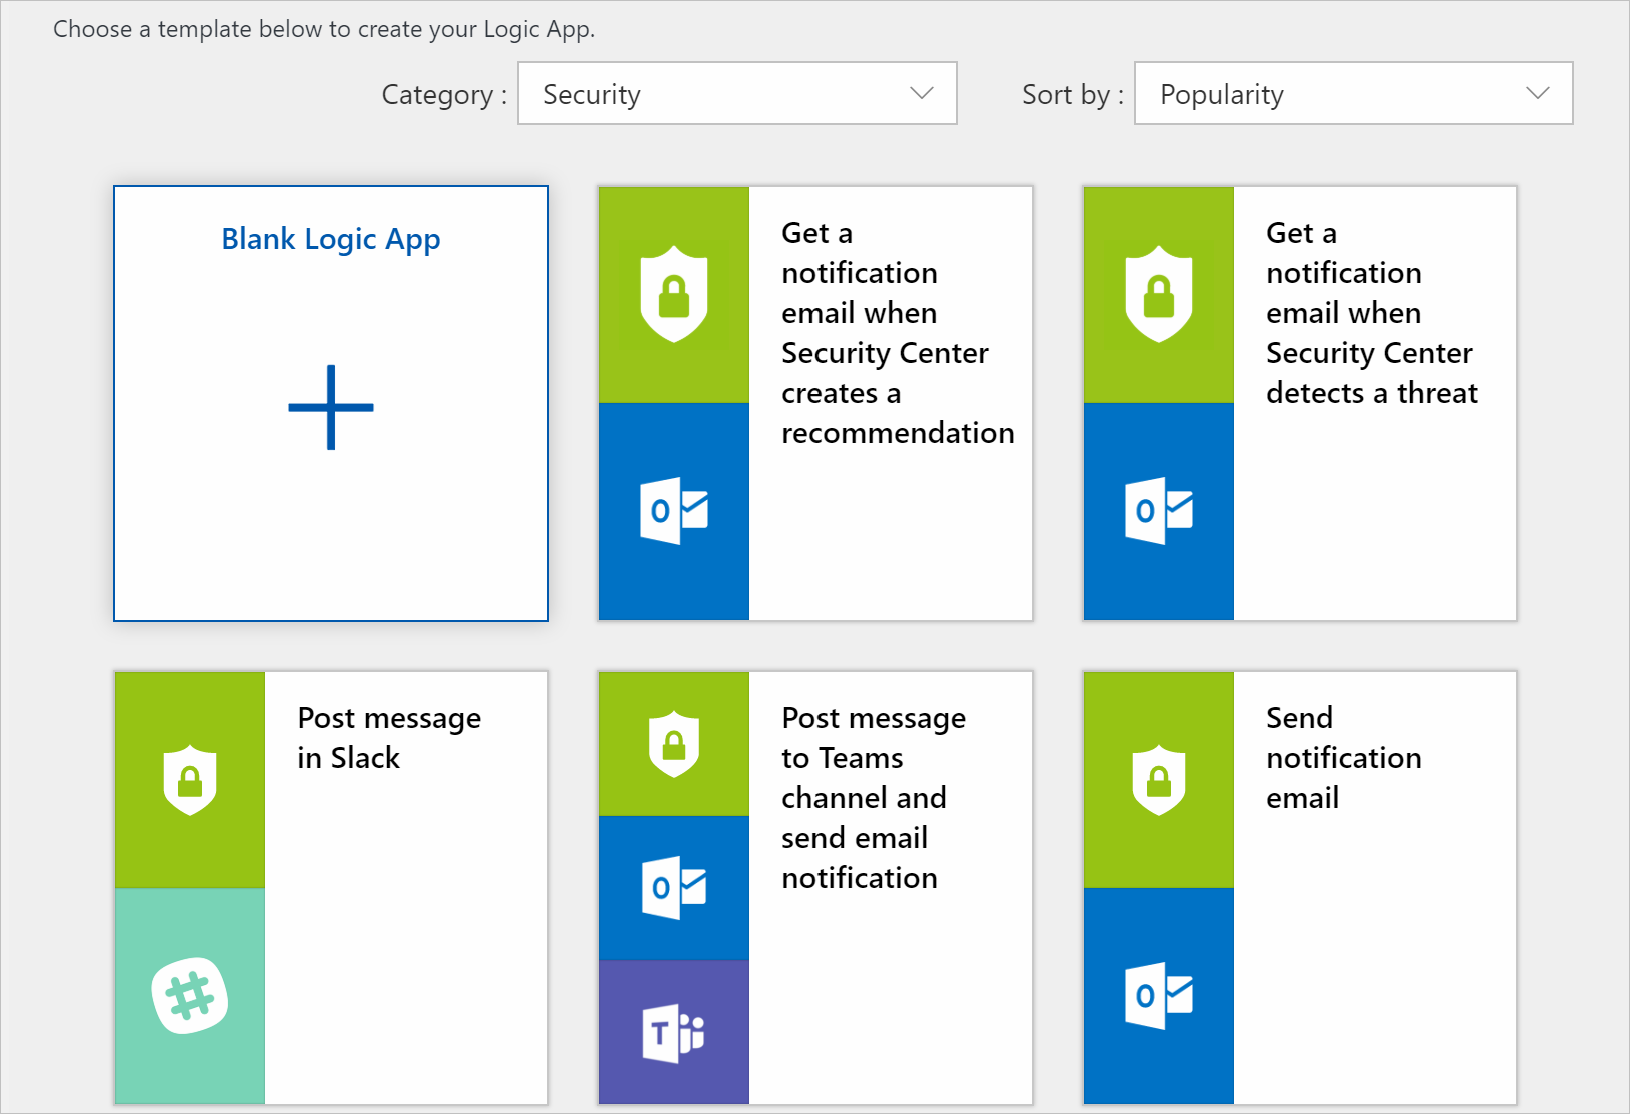 Choose a template below to create your Logic App.
Category : Security
Sort by : Popularity
Blank Logic App
Get a
notification
email when
Security Center
creates a
recommendation
Get a
notification
email when
Security Center
detects a threat
Post message
in Slack
Post message
to Teams
channel and
send email
notification
Send
notification
email